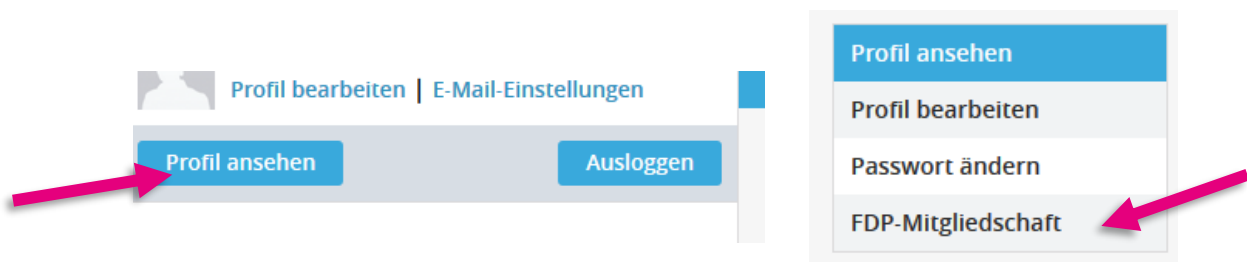 Profil bearbeiten | E-Mail-Einstellungen
Profil ansehen
Ausloggen
Profil ansehen
Profil bearbeiten
Passwort ändern
FDP-Mitgliedschaft